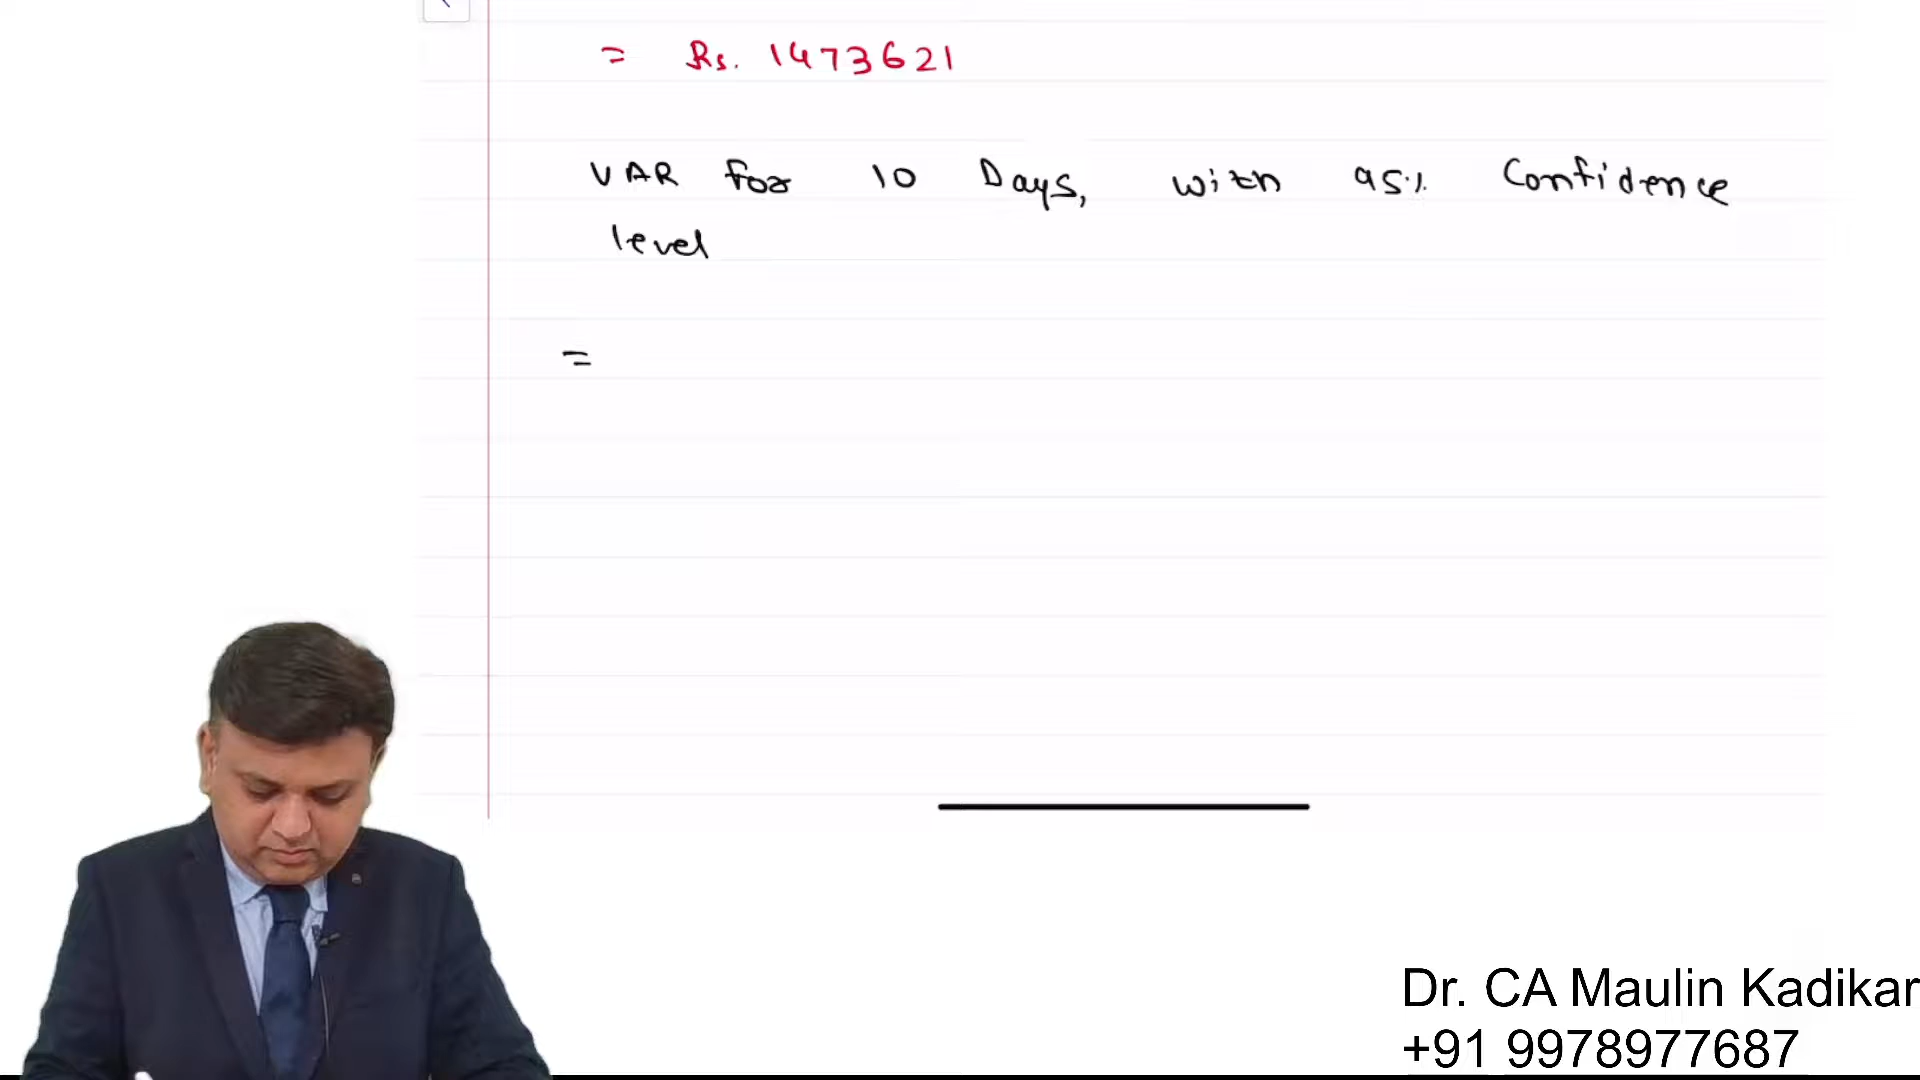 = Rs. 1473621
VAR for 10 Days, with 95% Confidence
level
=
Dr. CA Maulin Kadikar
+91 9978977687